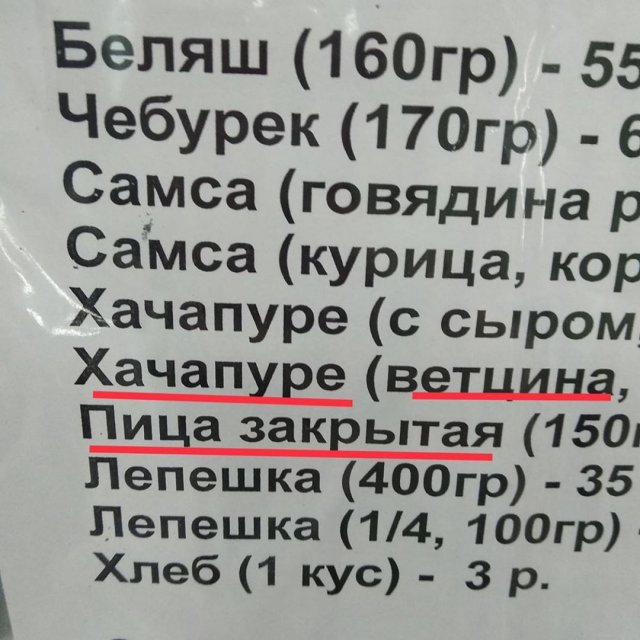 Беляш (160гр) - 55
Чебурек (170гр) - 6
Самса (говядина р
Самса (курица, кор
Хачапуре (с сыром,
Хачапуре (ветцина,
Пица закрытая (150г
Лепешка (400гр) - 35
Лепешка (1/4, 100гр) -
Хлеб (1 кус) - 3 р.